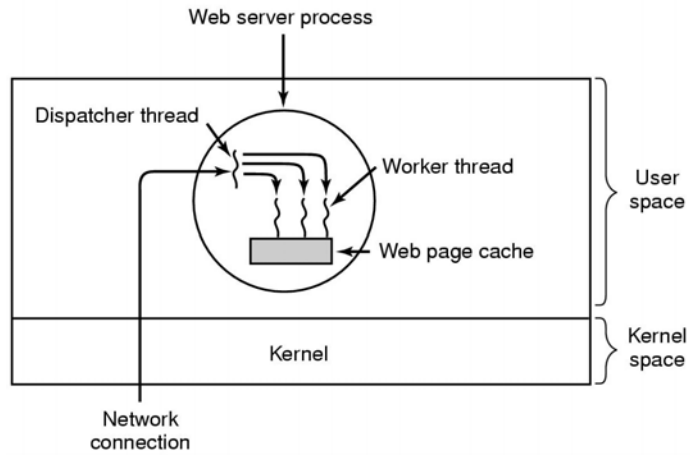 Web server process
Dispatcher thread
Worker thread
User
space
Web page cache
Kernel
Kernel
space
Network
connection